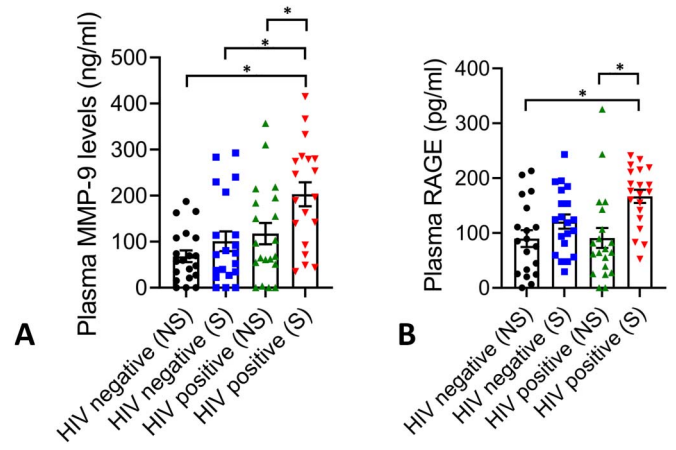 *
*
*
Plasma MMP-9 levels (ng/ml)
500
400
300
200
100
0
HIV negative (NS)
HIV negative (S)
HIV positive (NS)
HIV positive (S)
A
*
*
Plasma RAGE (pg/ml)
400
300
200
100
0
HIV negative (NS)
HIV negative (S)
HIV positive (NS)
HIV positive (S)
B